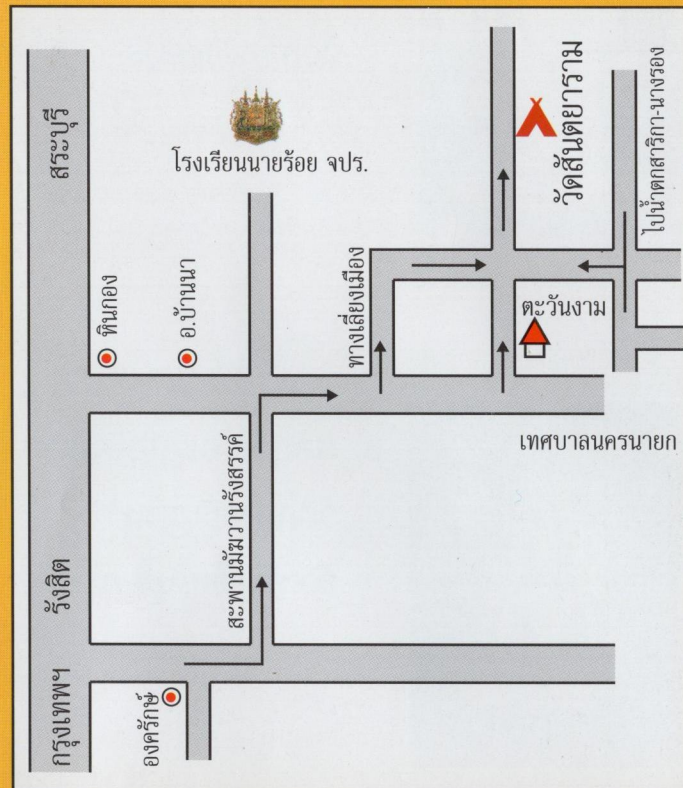 สระบุรี
โรงเรียนนายร้อย จปร.
วัดสันตยาราม
ไปน้ำตกสาริกา-นางรอง
หินกอง
อ.บ้านนา
ทางเลี่ยงเมือง
ตะวันงาม
เทศบาลนครนายก
สะพานมัฆวานรังสรรค์
รังสิต
กรุงเทพฯ
องครักษ์